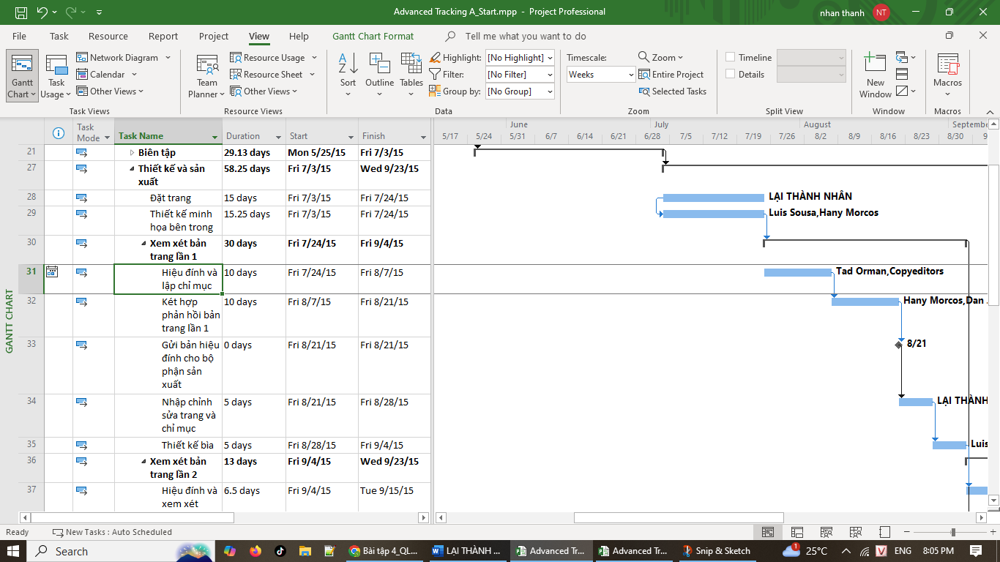 Advanced Tracking A_Start.mpp - Project Professional
nhan thanh NT
File Task Resource Report Project View Help Gantt Chart Format Tell me what you want to do
Gantt Chart
Task Usage
Network Diagram
Calendar
Other Views
Task Views
Team Planner
Resource Usage
Resource Sheet
Other Views
Resource Views
Sort
Outline
Tables
Highlight: [No Highlight]
Filter: [No Filter]
Group by: [No Group]
Data
Timescale:
Weeks
Zoom
Entire Project
Selected Tasks
Zoom
Timeline
Details
Split View
New Window
Window
Macros
Macros
Task Mode Task Name Duration Start Finish
June July August Septembe
5/17 5/24 5/31 6/7 6/14 6/21 6/28 7/5 7/12 7/19 7/26 8/2 8/9 8/16 8/23 8/30 9/6
21 Biên tập 29.13 days Mon 5/25/15 Fri 7/3/15
27 Thiết kế và sản xuất 58.25 days Fri 7/3/15 Wed 9/23/15
28 Đặt trang 15 days Fri 7/3/15 Fri 7/24/15 LẠI THÀNH NHÂN
29 Thiết kế minh họa bên trong 15.25 days Fri 7/3/15 Fri 7/24/15 Luis Sousa,Hany Morcos
30 Xem xét bản trang lần 1 30 days Fri 7/24/15 Fri 9/4/15
31 Hiệu đính và lập chỉ mục 10 days Fri 7/24/15 Fri 8/7/15 Tad Orman,Copyeditors
32 Két hợp phản hồi bản trang lần 1 10 days Fri 8/7/15 Fri 8/21/15 Hany Morcos,Dan
33 Gửi bản hiệu đính cho bộ phận sản xuất 0 days Fri 8/21/15 Fri 8/21/15 8/21
34 Nhập chỉnh sửa trang và chỉ mục 5 days Fri 8/21/15 Fri 8/28/15 LẠI THÀNH
35 Thiết kế bìa 5 days Fri 8/28/15 Fri 9/4/15 Luis
36 Xem xét bản trang lần 2 13 days Fri 9/4/15 Wed 9/23/15
37 Hiệu đính và xem xét 6.5 days Fri 9/4/15 Tue 9/15/15
GANTT CHART
Ready New Tasks : Auto Scheduled
Search
Bài tập 4_QL...
LẠI THÀNH ...
Advanced Tr...
Advanced Tr...
Snip & Sketch
1 25°C V ENG 8:05 PM